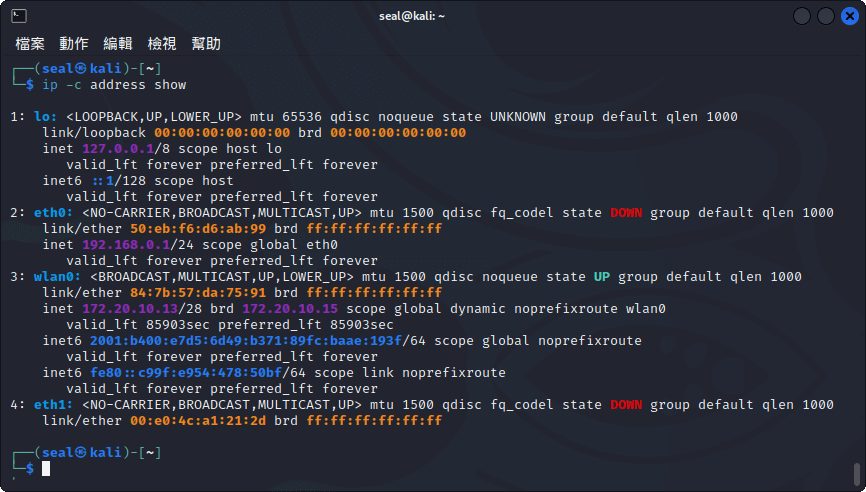 seal@kali: ~
檔案 動作 編輯 檢視 幫助
┌──(seal㉿kali)-[~]
└─$ ip -c address show
1: lo: <LOOPBACK,UP,LOWER_UP> mtu 65536 qdisc noqueue state UNKNOWN group default qlen 1000
    link/loopback 00:00:00:00:00:00 brd 00:00:00:00:00:00
    inet 127.0.0.1/8 scope host lo
       valid_lft forever preferred_lft forever
    inet6 ::1/128 scope host
       valid_lft forever preferred_lft forever
2: eth0: <NO-CARRIER,BROADCAST,MULTICAST,UP> mtu 1500 qdisc fq_codel state DOWN group default qlen 1000
    link/ether 50:eb:f6:d6:ab:99 brd ff:ff:ff:ff:ff:ff
    inet 192.168.0.1/24 scope global eth0
       valid_lft forever preferred_lft forever
3: wlan0: <BROADCAST,MULTICAST,UP,LOWER_UP> mtu 1500 qdisc noqueue state UP group default qlen 1000
    link/ether 84:7b:57:da:75:91 brd ff:ff:ff:ff:ff:ff
    inet 172.20.10.13/28 brd 172.20.10.15 scope global dynamic noprefixroute wlan0
       valid_lft 85903sec preferred_lft 85903sec
    inet6 2001:b400:e7d5:6d49:b371:89fc:baae:193f/64 scope global noprefixroute
       valid_lft forever preferred_lft forever
    inet6 fe80::c99f:e954:478:50bf/64 scope link noprefixroute
       valid_lft forever preferred_lft forever
4: eth1: <NO-CARRIER,BROADCAST,MULTICAST,UP> mtu 1500 qdisc fq_codel state DOWN group default qlen 1000
    link/ether 00:e0:4c:a1:21:2d brd ff:ff:ff:ff:ff:ff
┌──(seal㉿kali)-[~]
└─$